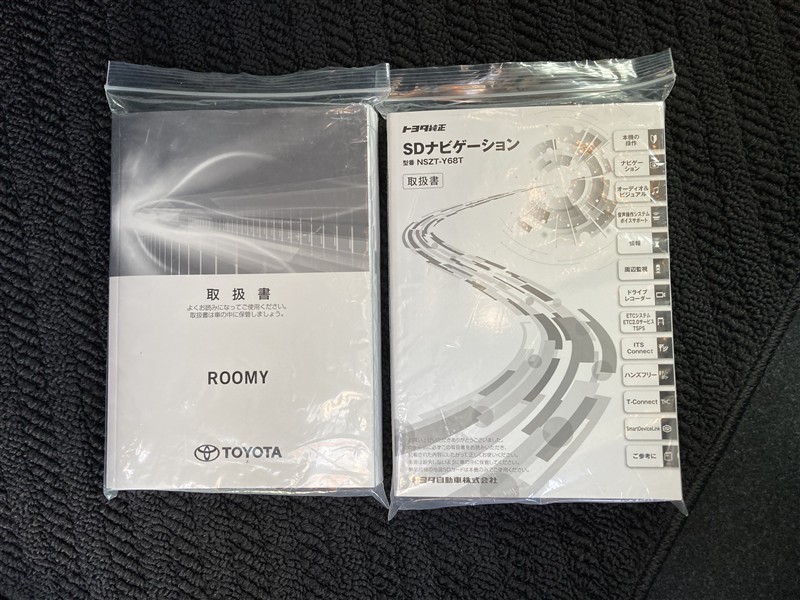 取扱書
よくお読みになってご使用ください。
取扱書は車の中に保管しましょう。
ROOMY
TOYOTA
トヨタ純正
SDナビゲーション
型番 NSZT-Y68T
取扱書
本機の
操作
ナビゲー
ション
オーディオ&
ビジュアル
音声操作システム
ボイスサポート
情報
周辺監視
ドライブ
レコーダー
ETCシステム
ETC2.0サービス
TSPS
ITS
Connect
ハンズフリー
T-Connect
SmartDeviceLink
ご参考に
トヨタ自動車株式会社